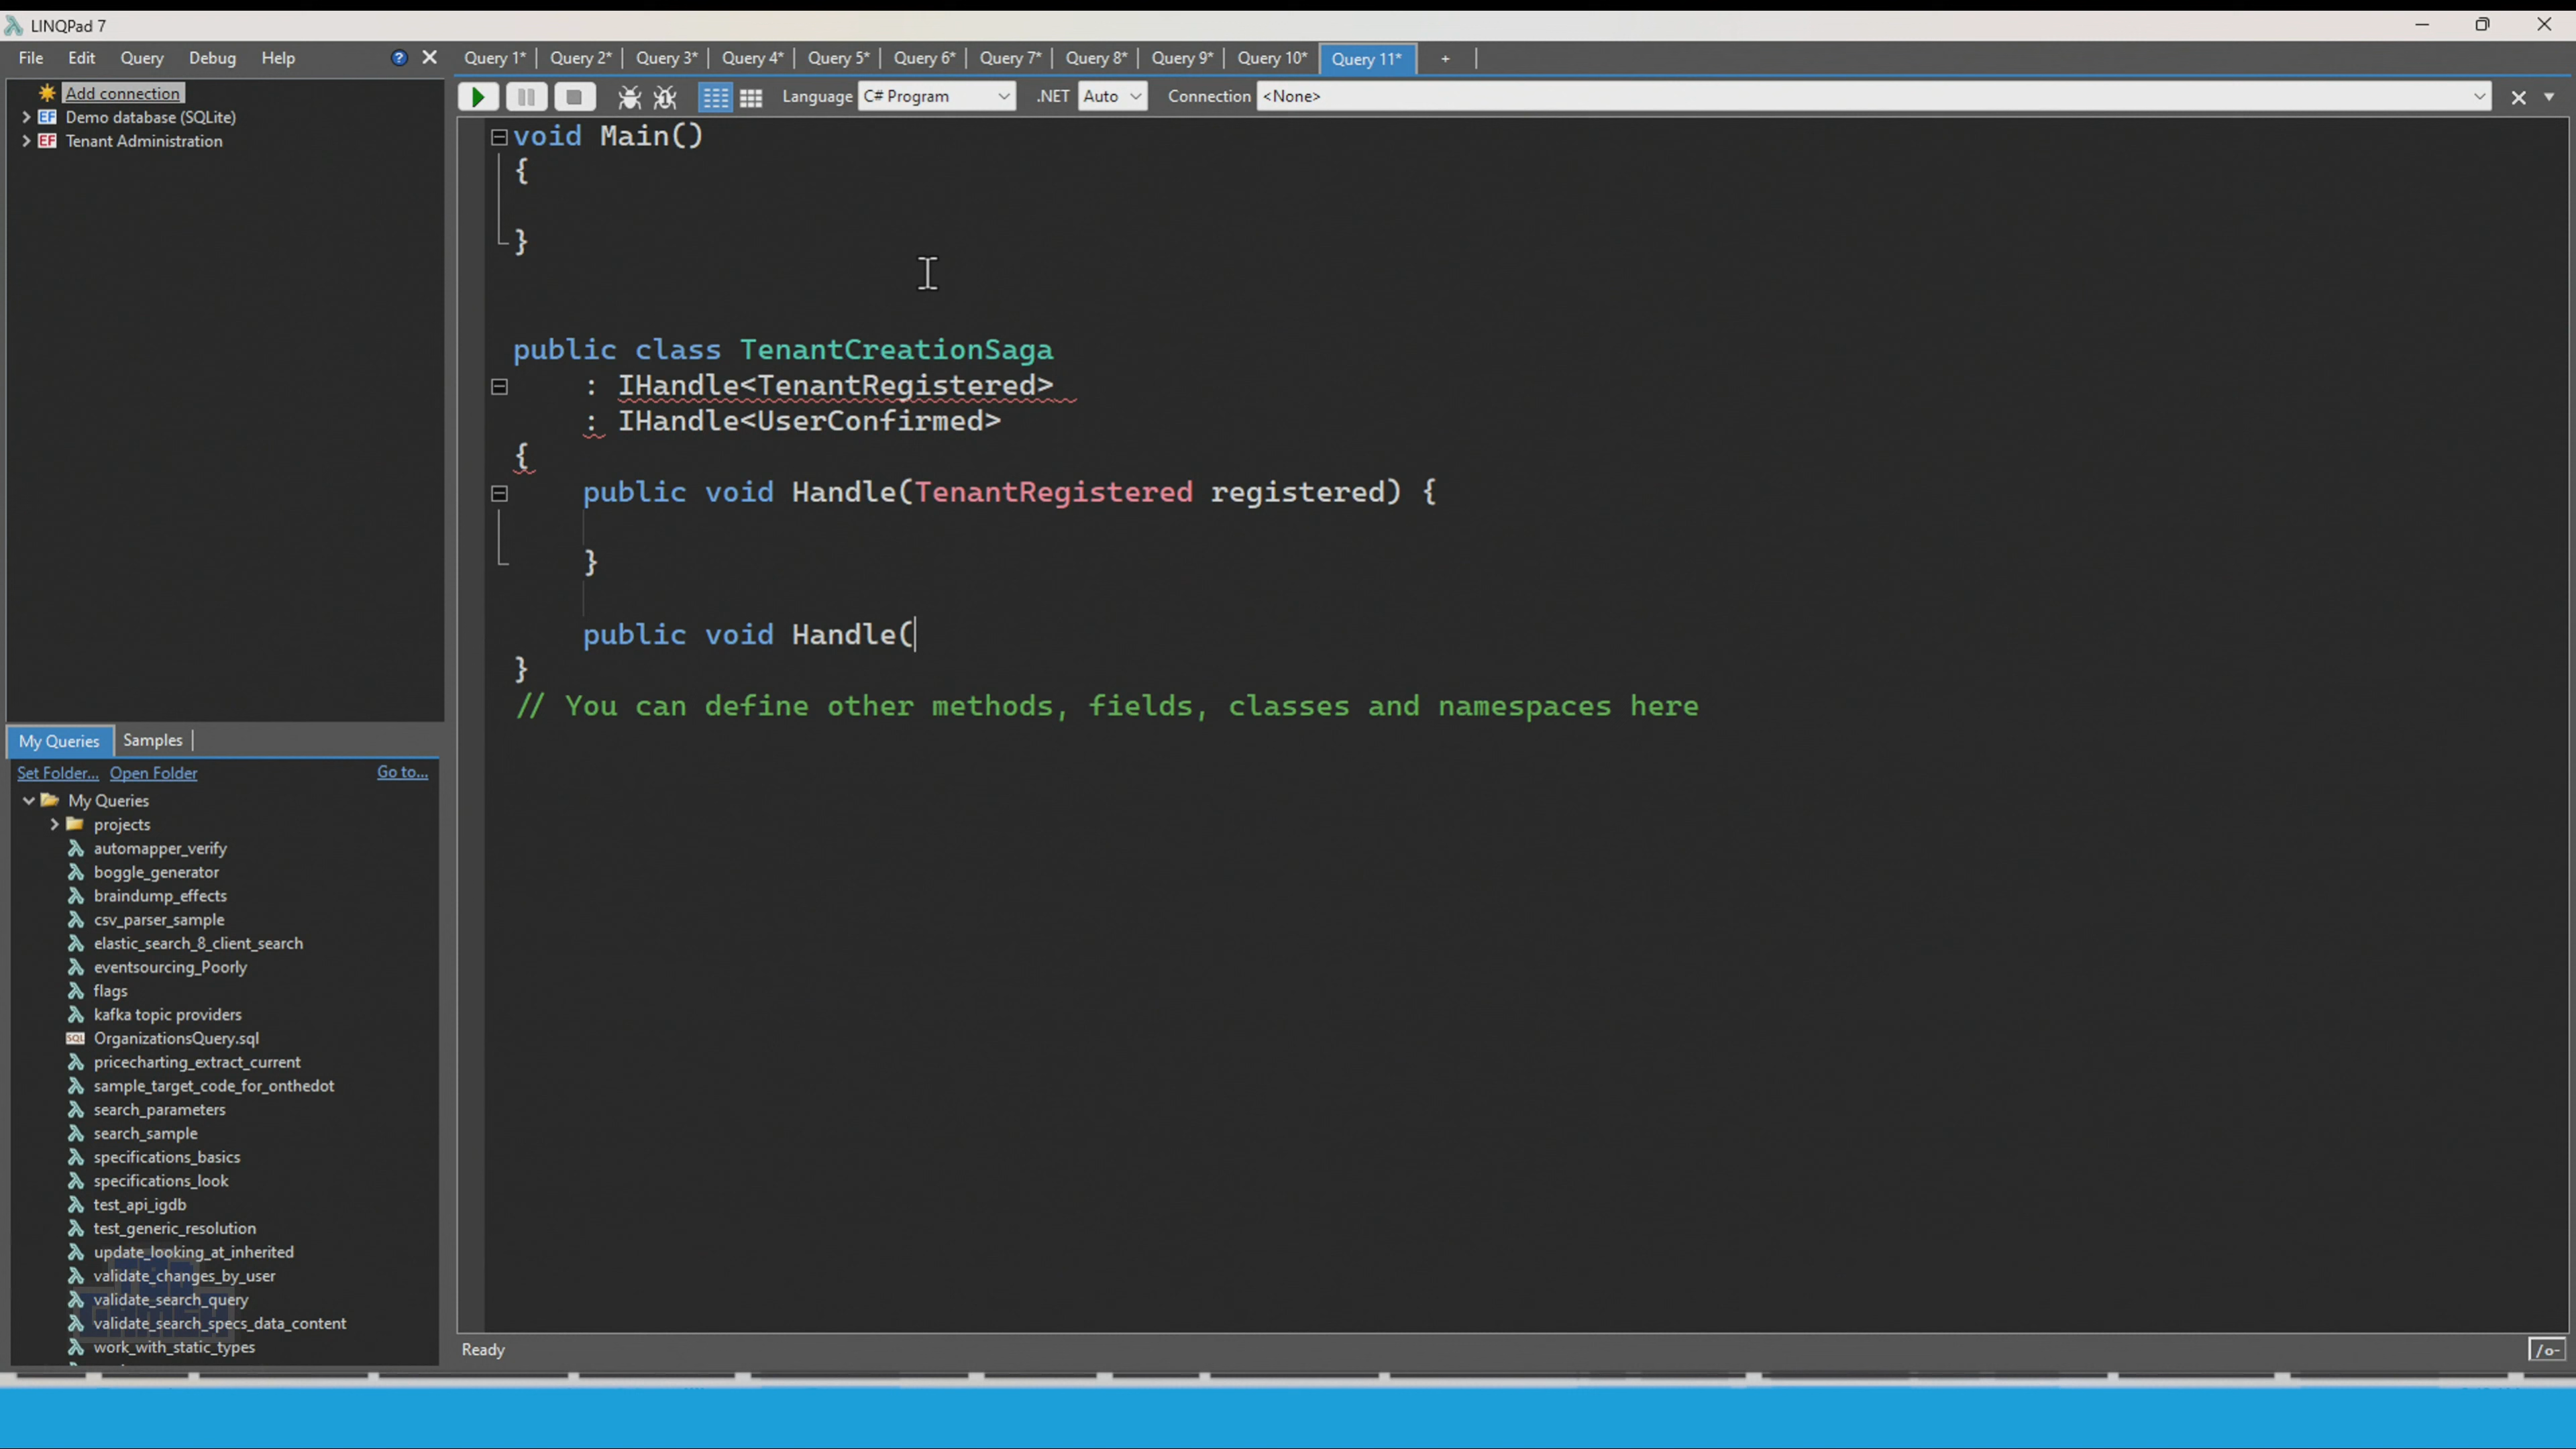 LINQPad 7
File Edit Query Debug Help
Query 1* Query 2* Query 3* Query 4* Query 5* Query 6* Query 7* Query 8* Query 9* Query 10* Query 11* +
Language C# Program .NET Auto Connection <None>
Add connection
EF Demo database (SQLite)
EF Tenant Administration
void Main()
{
}
public class TenantCreationSaga
: IHandle<TenantRegistered>
: IHandle<UserConfirmed>
{
public void Handle(TenantRegistered registered) {
}
public void Handle(
}
// You can define other methods, fields, classes and namespaces here
My Queries Samples
Set Folder... Open Folder Go to...
My Queries
projects
automapper_verify
boggle_generator
braindump_effects
csv_parser_sample
elastic_search_8_client_search
eventsourcing_Poorly
flags
kafka topic providers
SQL OrganizationsQuery.sql
pricecharting_extract_current
sample_target_code_for_onthedot
search_parameters
search_sample
specifications_basics
specifications_look
test_api_igdb
test_generic_resolution
update_looking_at_inherited
validate_changes_by_user
validate_search_query
validate_search_specs_data_content
work_with_static_types
Ready
/o-